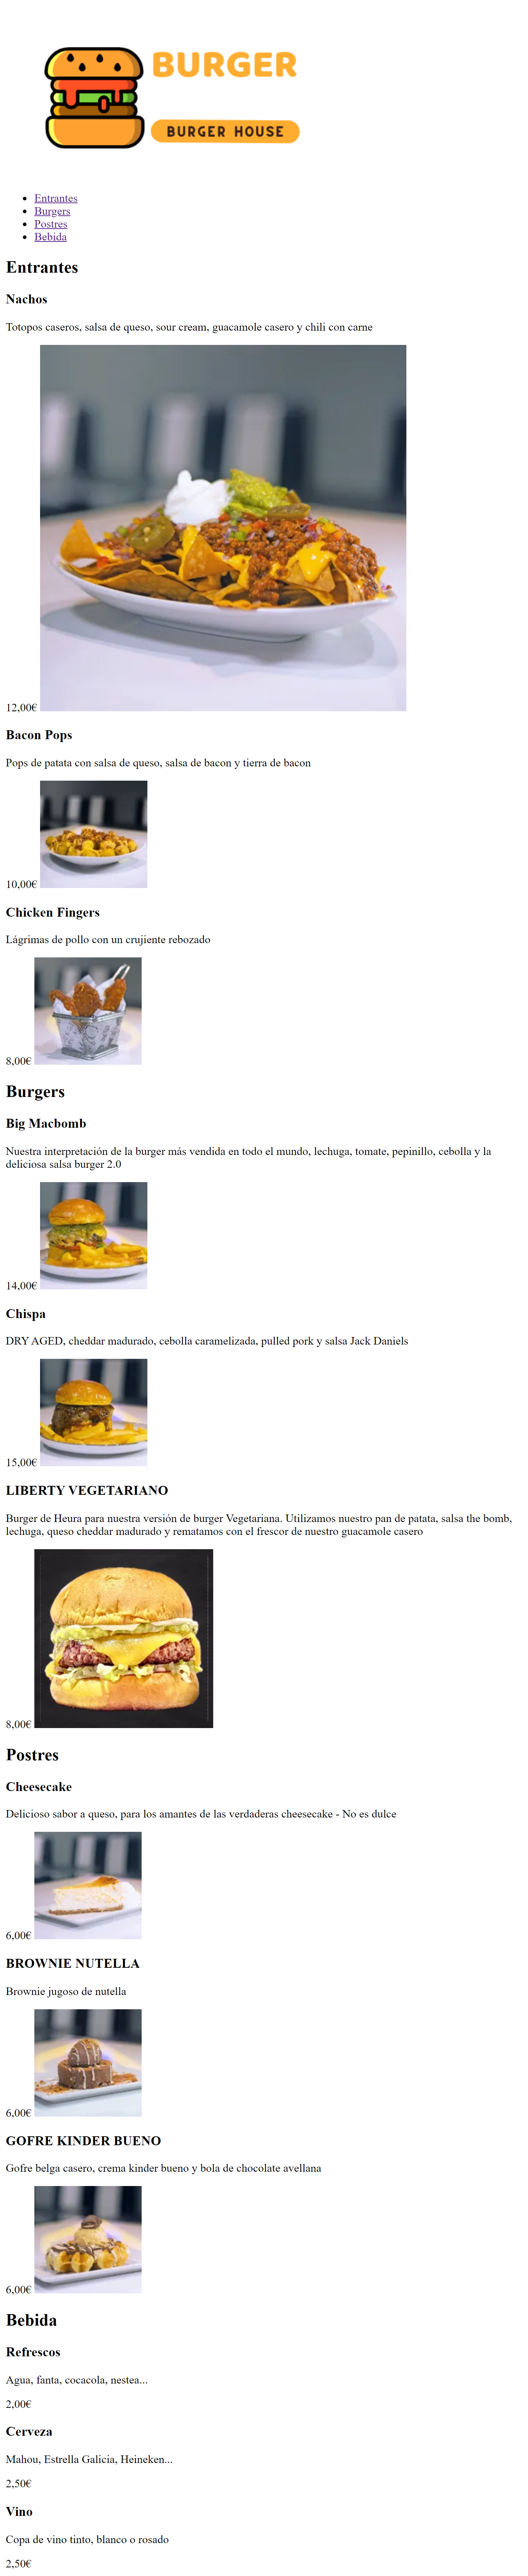 BURGER
BURGER HOUSE
Entrantes
Burgers
Postres
Bebida
Entrantes
Nachos
Totopos caseros, salsa de queso, sour cream, guacamole casero y chili con carne
12,00€
Bacon Pops
Pops de patata con salsa de queso, salsa de bacon y tierra de bacon
10,00€
Chicken Fingers
Lágrimas de pollo con un crujiente rebozado
8,00€
Burgers
Big Macbomb
Nuestra interpretación de la burger más vendida en todo el mundo, lechuga, tomate, pepinillo, cebolla y la
deliciosa salsa burger 2.0
14,00€
Chispa
DRY AGED, cheddar madurado, cebolla caramelizada, pulled pork y salsa Jack Daniels
15,00€
LIBERTY VEGETARIANO
Burger de Heura para nuestra versión de burger Vegetariana. Utilizamos nuestro pan de patata, salsa the bomb,
lechuga, queso cheddar madurado y rematamos con el frescor de nuestro guacamole casero
8,00€
Postres
Cheesecake
Delicioso sabor a queso, para los amantes de las verdaderas cheesecake - No es dulce
6,00€
BROWNIE NUTELLA
Brownie jugoso de nutella
6,00€
GOFRE KINDER BUENO
Gofre belga casero, crema kinder bueno y bola de chocolate avellana
6,00€
Bebida
Refrescos
Agua, fanta, cocacola, nestea...
2,00€
Cerveza
Mahou, Estrella Galicia, Heineken...
2,50€
Vino
Copa de vino tinto, blanco o rosado
2,50€